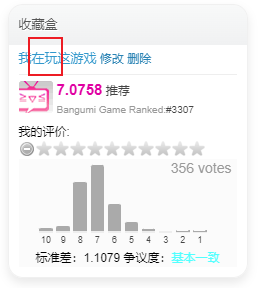 收藏盒
我在玩这游戏 修改 删除
7.0758 推荐
Bangumi Game Ranked:#3307
我的评价:
356 votes
10 9 8 7 6 5 4 3 2 1
标准差: 1.1079 争议度: 基本一致